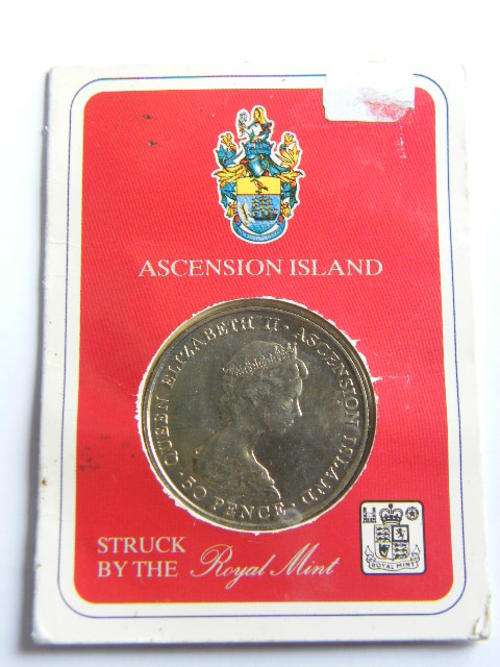 ASCENSION ISLAND
QUEEN ELIZABETH II · ASCENSION ISLAND
· 50 PENCE ·
STRUCK
BY THE Royal Mint
ROYAL MINT